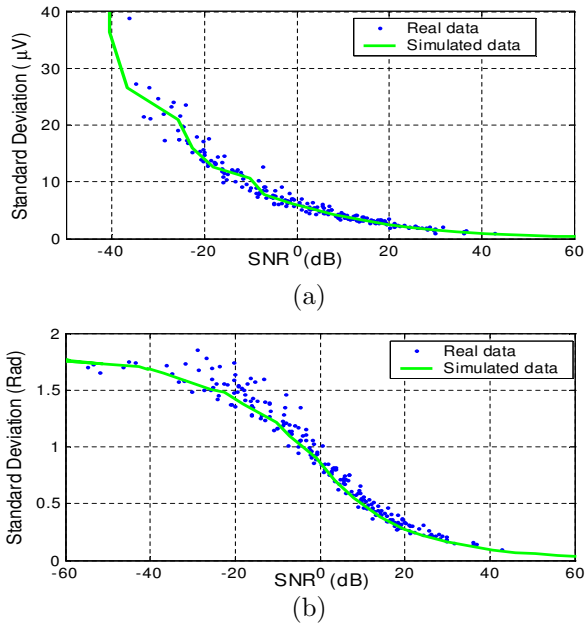 40
30
20
10
0
Standard Deviation ( μV)
Real data
Simulated data
-40
-20
0
20
40
60
SNR⁰ (dB)
(a)
2
1.5
1
0.5
0
Standard Deviation (Rad)
Real data
Simulated data
-60
-40
-20
0
20
40
60
SNR⁰ (dB)
(b)